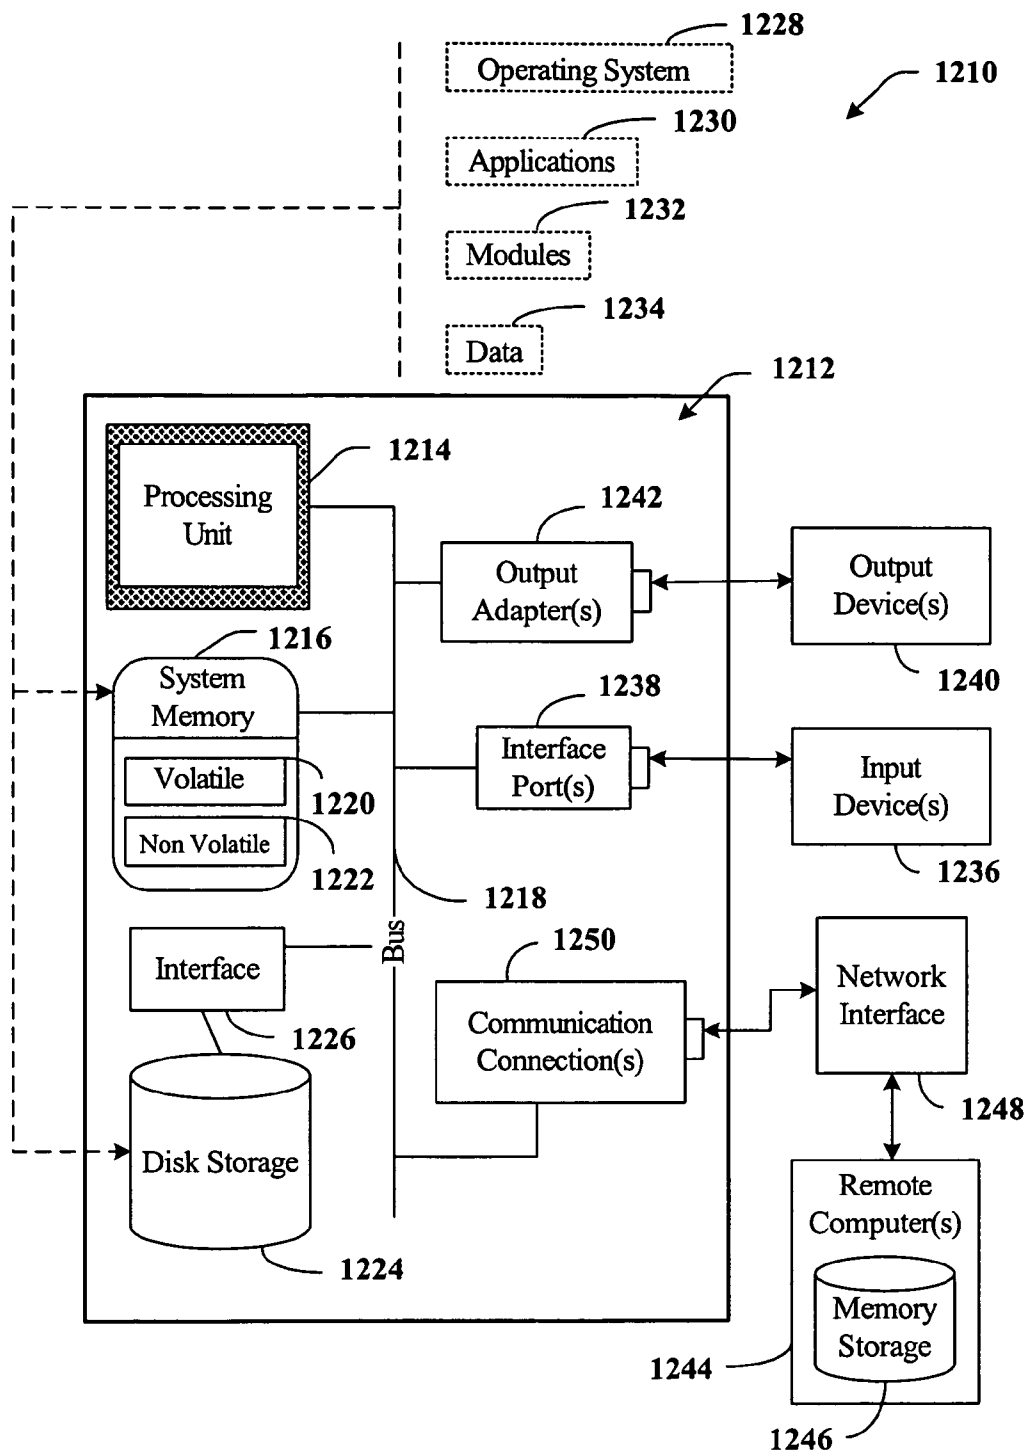 1228
Operating System
1210
1230
Applications
1232
Modules
1234
Data
1212
1214
Processing
Unit
1242
Output
Adapter(s)
Output
Device(s)
1240
1216
System
Memory
1238
Interface
Port(s)
Input
Device(s)
1236
Volatile
1220
Non Volatile
1222
1218
Bus
1250
Interface
1226
Communication
Connection(s)
Network
Interface
1248
Disk Storage
1224
Remote
Computer(s)
Memory
Storage
1244
1246